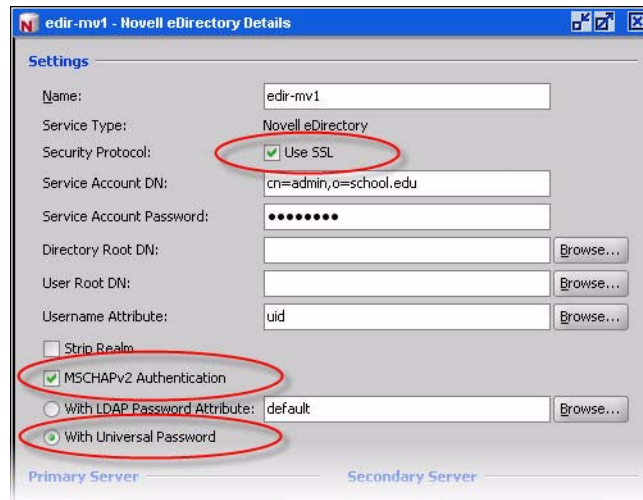 N edir-mv1 - Novell eDirectory Details
Settings
Name: edir-mv1
Service Type: Novell eDirectory
Security Protocol: Use SSL
Service Account DN: cn=admin,o=school.edu
Service Account Password: ••••••••
Directory Root DN: Browse...
User Root DN: Browse...
Username Attribute: uid Browse...
Strip Realm
MSCHAPv2 Authentication
With LDAP Password Attribute: default Browse...
With Universal Password
Primary Server Secondary Server